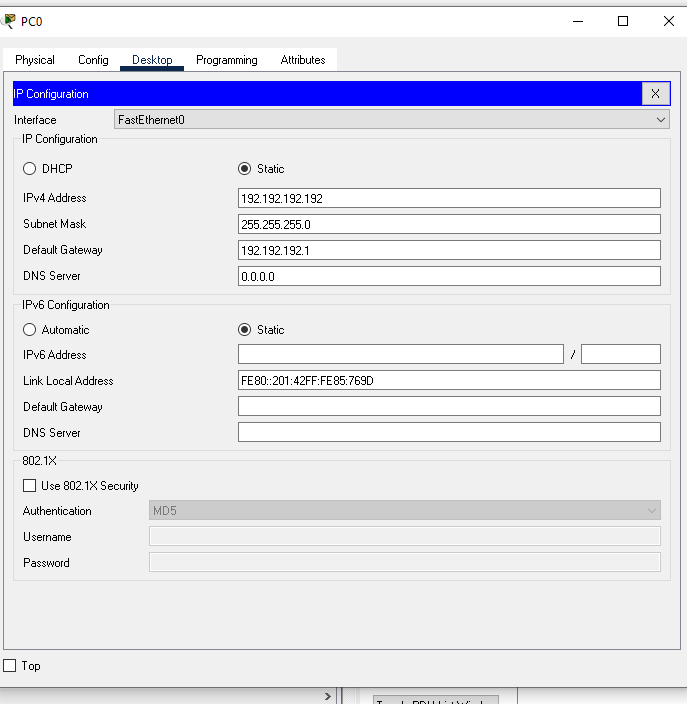 PC0
Physical Config Desktop Programming Attributes
IP Configuration X
Interface FastEthernet0
IP Configuration
DHCP Static
IPv4 Address 192.192.192.192
Subnet Mask 255.255.255.0
Default Gateway 192.192.192.1
DNS Server 0.0.0.0
IPv6 Configuration
Automatic Static
IPv6 Address /
Link Local Address FE80::201:42FF:FE85:769D
Default Gateway
DNS Server
802.1X
Use 802.1X Security
Authentication MD5
Username
Password
Top